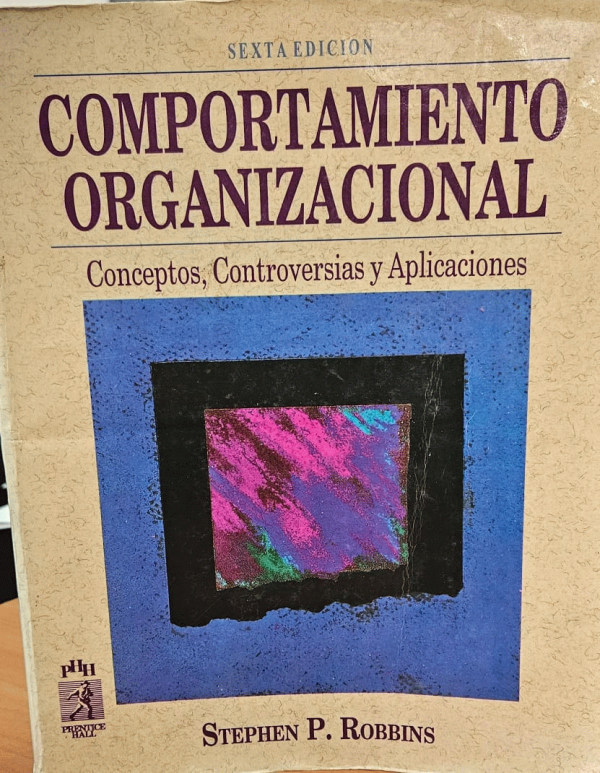 SEXTA EDICION
COMPORTAMIENTO
ORGANIZACIONAL
Conceptos, Controversias y Aplicaciones
PHH
PRENTICE
HALL
STEPHEN P. ROBBINS